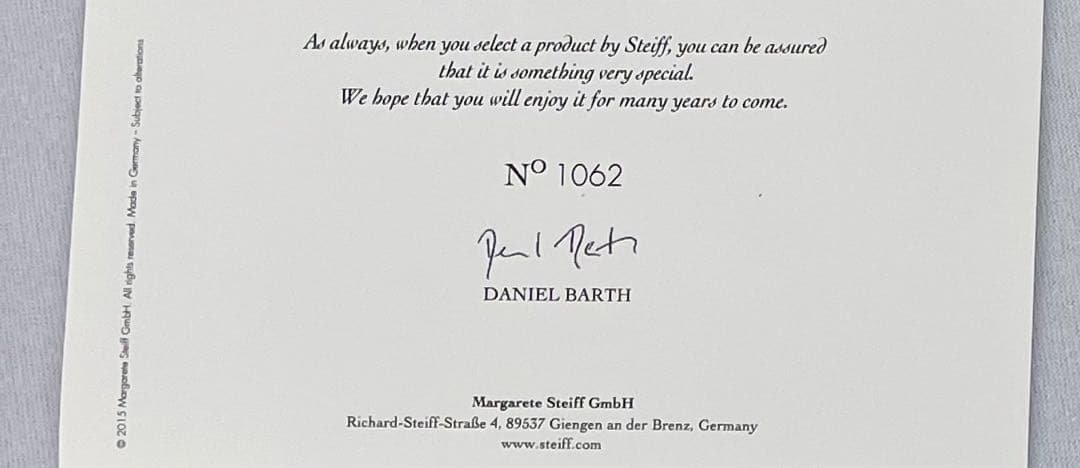 As always, when you select a product by Steiff, you can be assured
that it is something very special.
We hope that you will enjoy it for many years to come.
Nº 1062
DANIEL BARTH
Margarete Steiff GmbH
Richard-Steiff-Straße 4, 89537 Giengen an der Brenz, Germany
www.steiff.com
© 2015 Margarete Steiff GmbH. All rights reserved. Made in Germany – Subject to alterations